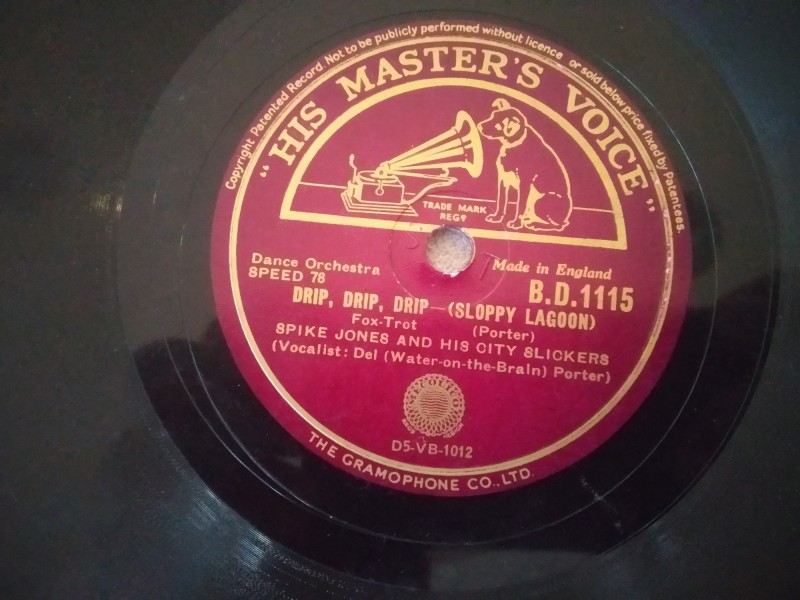 Copyright Patented Record. Not to be publicly performed without licence or sold below price fixed by Patentees.
"HIS MASTER'S VOICE"
TRADE MARK
REGD
Dance Orchestra
SPEED 78
Made in England
B.D.1115
DRIP, DRIP, DRIP—(SLOPPY LAGOON)
Fox-Trot (Porter)
SPIKE JONES AND HIS CITY SLICKERS
(Vocalist: Del (Water-on-the-Brain) Porter)
D5-VB-1012
THE GRAMOPHONE CO., LTD.